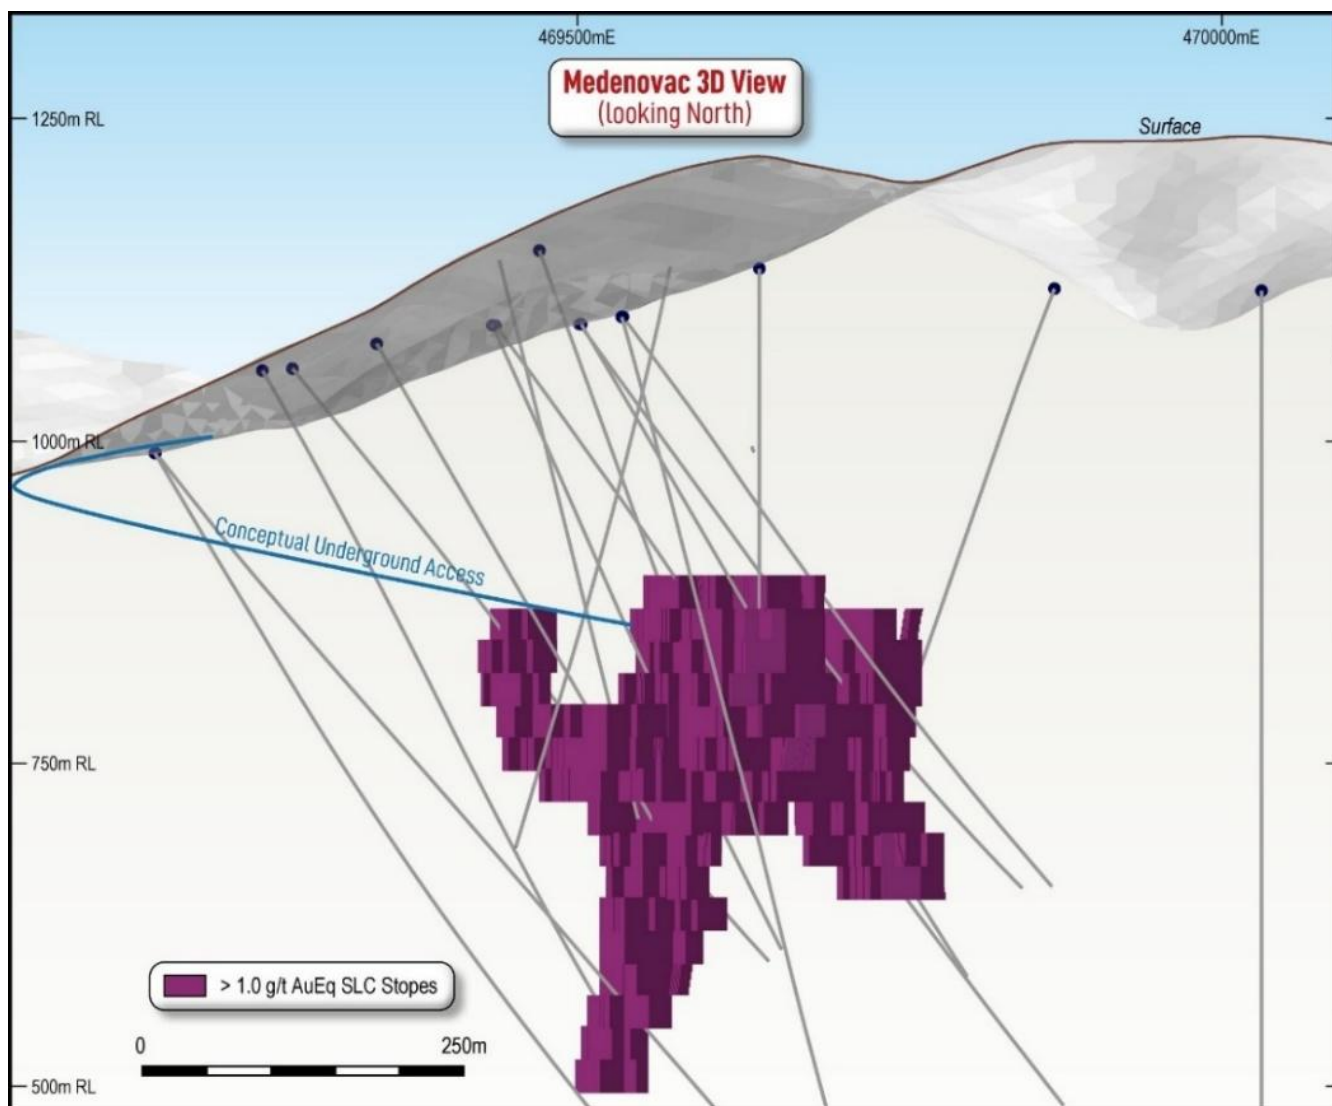 469500mE
470000mE
Medenovac 3D View
(looking North)
1250m RL
Surface
1000m RL
Conceptual Underground Access
750m RL
> 1.0 g/t AuEq SLC Stopes
0
250m
500m RL